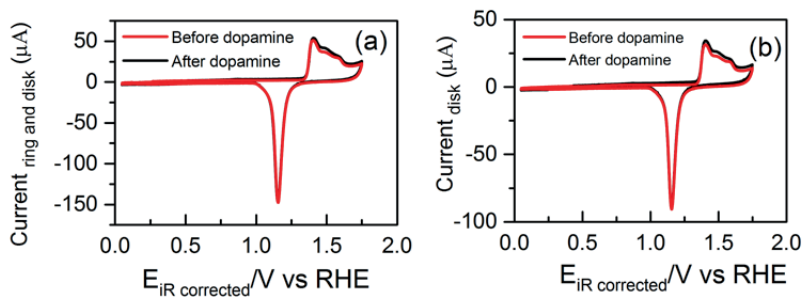 (a)
Before dopamine
After dopamine
Current ring and disk (μA)
50
0
-50
-100
-150
0.0 0.5 1.0 1.5 2.0
E iR corrected/V vs RHE
(b)
Before dopamine
After dopamine
Current disk (μA)
50
0
-50
-100
0.0 0.5 1.0 1.5 2.0
E iR corrected/V vs RHE